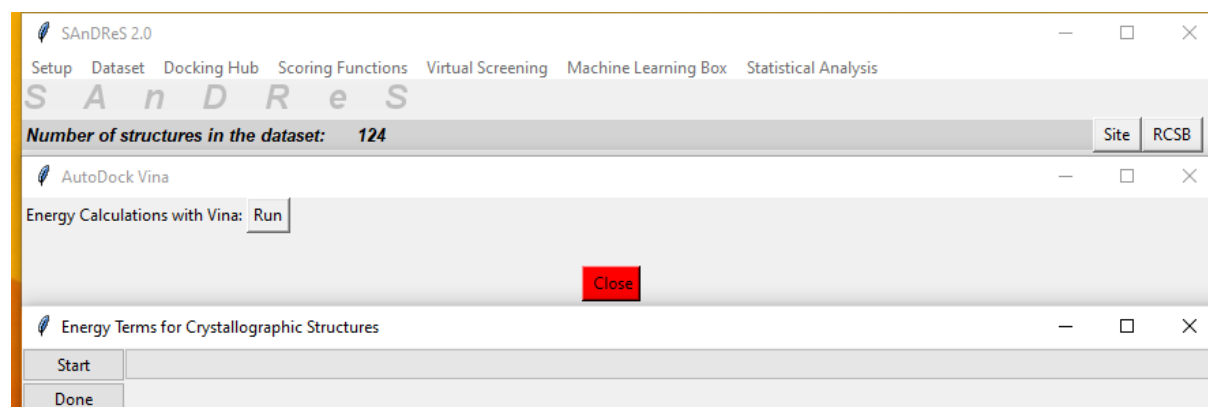 SAnDReS 2.0
Setup Dataset Docking Hub Scoring Functions Virtual Screening Machine Learning Box Statistical Analysis
S A n D R e S
Number of structures in the dataset: 124 Site RCSB
AutoDock Vina
Energy Calculations with Vina: Run
Close
Energy Terms for Crystallographic Structures
Start
Done